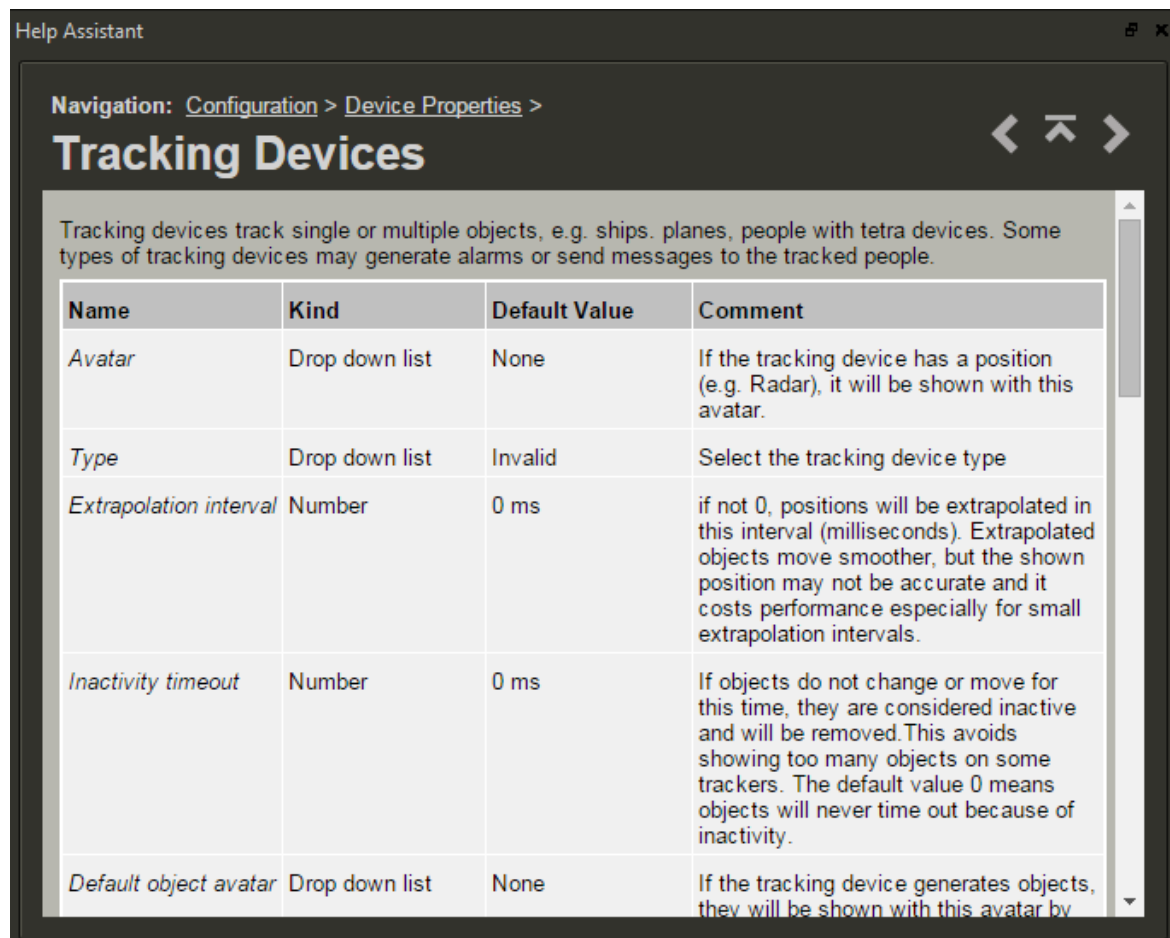 Help Assistant
Navigation: Configuration > Device Properties >
Tracking Devices
Tracking devices track single or multiple objects, e.g. ships. planes, people with tetra devices. Some
types of tracking devices may generate alarms or send messages to the tracked people.
Name Kind Default Value Comment
Avatar Drop down list None If the tracking device has a position
(e.g. Radar), it will be shown with this
avatar.
Type Drop down list Invalid Select the tracking device type
Extrapolation interval Number 0 ms if not 0, positions will be extrapolated in
this interval (milliseconds). Extrapolated
objects move smoother, but the shown
position may not be accurate and it
costs performance especially for small
extrapolation intervals.
Inactivity timeout Number 0 ms If objects do not change or move for
this time, they are considered inactive
and will be removed.This avoids
showing too many objects on some
trackers. The default value 0 means
objects will never time out because of
inactivity.
Default object avatar Drop down list None If the tracking device generates objects,
they will be shown with this avatar by